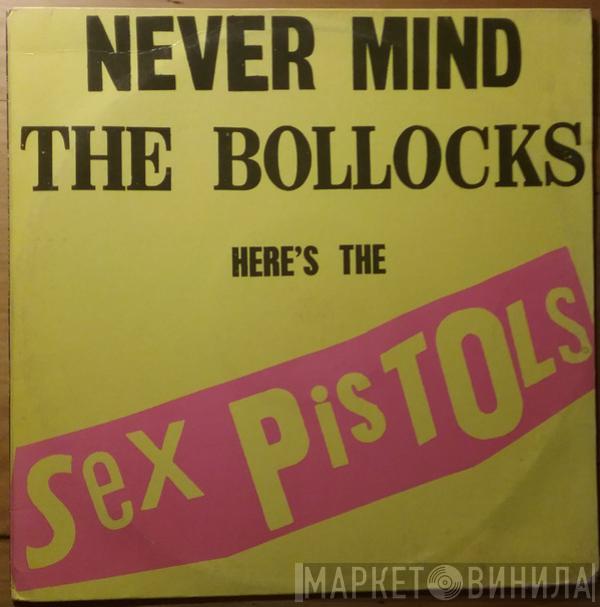 NEVER MIND
THE BOLLOCKS
HERE'S THE
Sex PisTOLs
МАРКЕТ ВИНИЛА